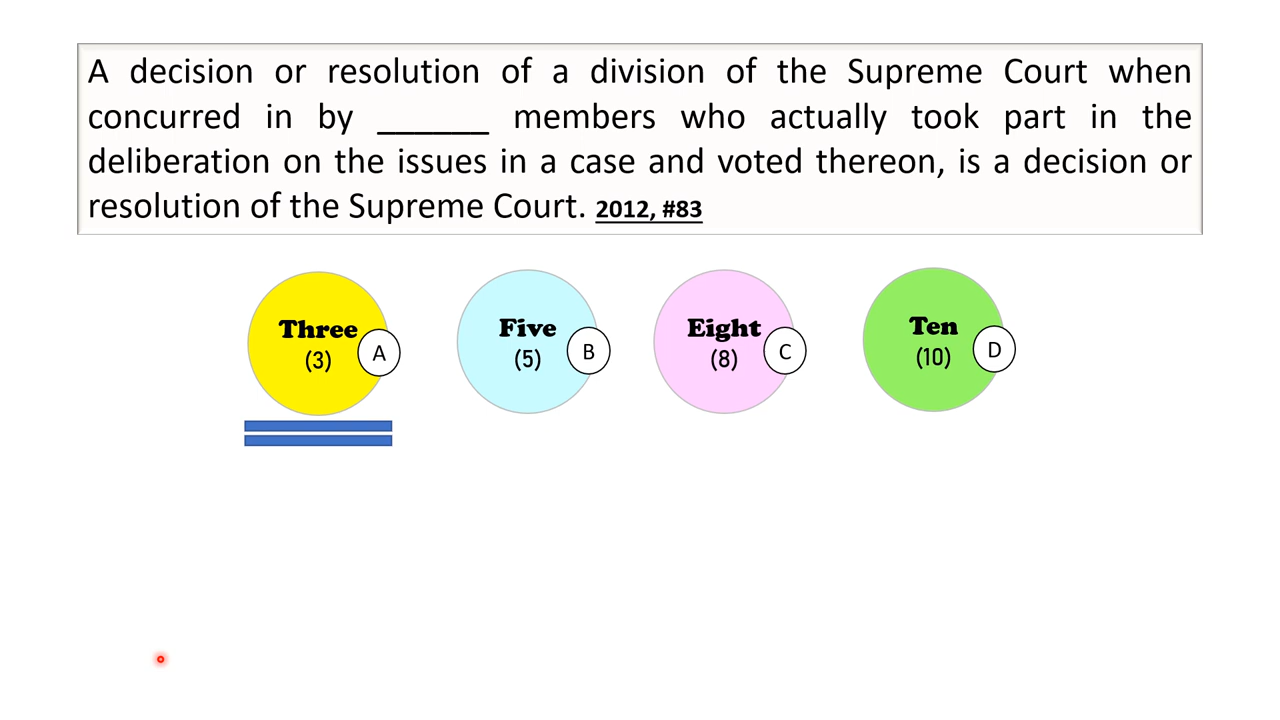 A decision or resolution of a division of the Supreme Court when
concurred in by ______ members who actually took part in the
deliberation on the issues in a case and voted thereon, is a decision or
resolution of the Supreme Court. 2012, #83
Three
(3)
A
Five
(5)
B
Eight
(8)
C
Ten
(10)
D